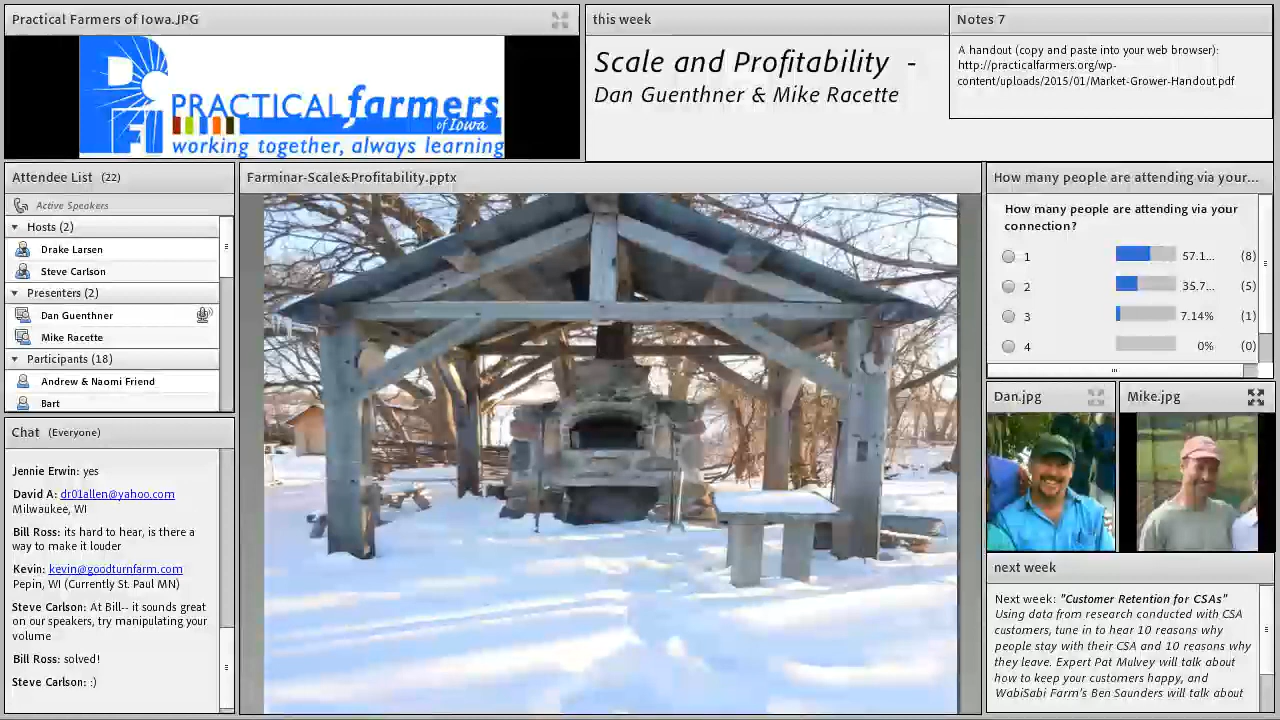 Practical Farmers of Iowa.JPG
PFI
PRACTICAL farmers
of Iowa
working together, always learning
this week
Scale and Profitability -
Dan Guenthner & Mike Racette
Notes 7
A handout (copy and paste into your web browser):
http://practicalfarmers.org/wp-
content/uploads/2015/01/Market-Grower-Handout.pdf
Attendee List (22)
Active Speakers
Hosts (2)
Drake Larsen
Steve Carlson
Presenters (2)
Dan Guenthner
Mike Racette
Participants (18)
Andrew & Naomi Friend
Bart
Chat (Everyone)
Jennie Erwin: yes
David A: dr01allen@yahoo.com
Milwaukee, WI
Bill Ross: its hard to hear, is there a
way to make it louder
Kevin: kevin@goodturnfarm.com
Pepin, WI (Currently St. Paul MN)
Steve Carlson: At Bill-- it sounds great
on our speakers, try manipulating your
volume
Bill Ross: solved!
Steve Carlson: :)
Farminar-Scale&Profitability.pptx
How many people are attending via your...
How many people are attending via your
connection?
1 57.1... (8)
2 35.7... (5)
3 7.14% (1)
4 0% (0)
Dan.jpg
Mike.jpg
next week
Next week: "Customer Retention for CSAs"
Using data from research conducted with CSA
customers, tune in to hear 10 reasons why
people stay with their CSA and 10 reasons why
they leave. Expert Pat Mulvey will talk about
how to keep your customers happy, and
WabiSabi Farm's Ben Saunders will talk about